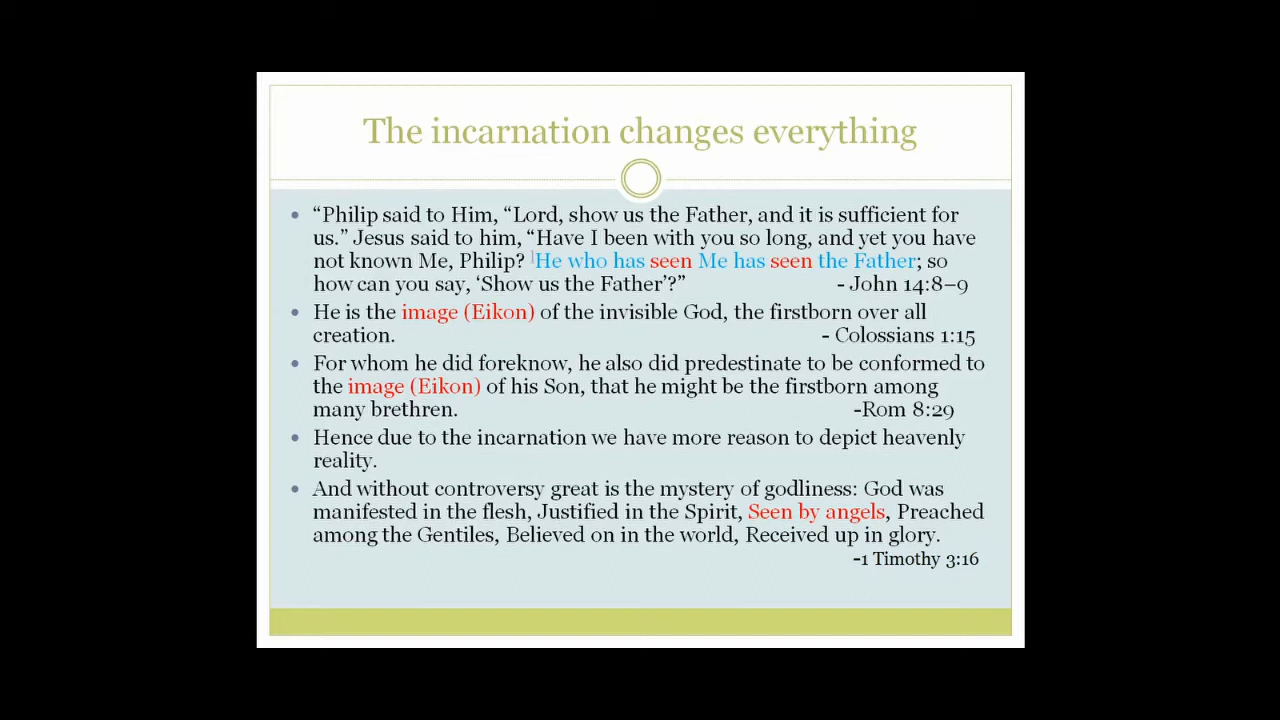 The incarnation changes everything
• “Philip said to Him, “Lord, show us the Father, and it is sufficient for
us.” Jesus said to him, “Have I been with you so long, and yet you have
not known Me, Philip? He who has seen Me has seen the Father; so
how can you say, ‘Show us the Father’?” - John 14:8–9
• He is the image (Eikon) of the invisible God, the firstborn over all
creation. - Colossians 1:15
• For whom he did foreknow, he also did predestinate to be conformed to
the image (Eikon) of his Son, that he might be the firstborn among
many brethren. -Rom 8:29
• Hence due to the incarnation we have more reason to depict heavenly
reality.
• And without controversy great is the mystery of godliness: God was
manifested in the flesh, Justified in the Spirit, Seen by angels, Preached
among the Gentiles, Believed on in the world, Received up in glory.
-1 Timothy 3:16